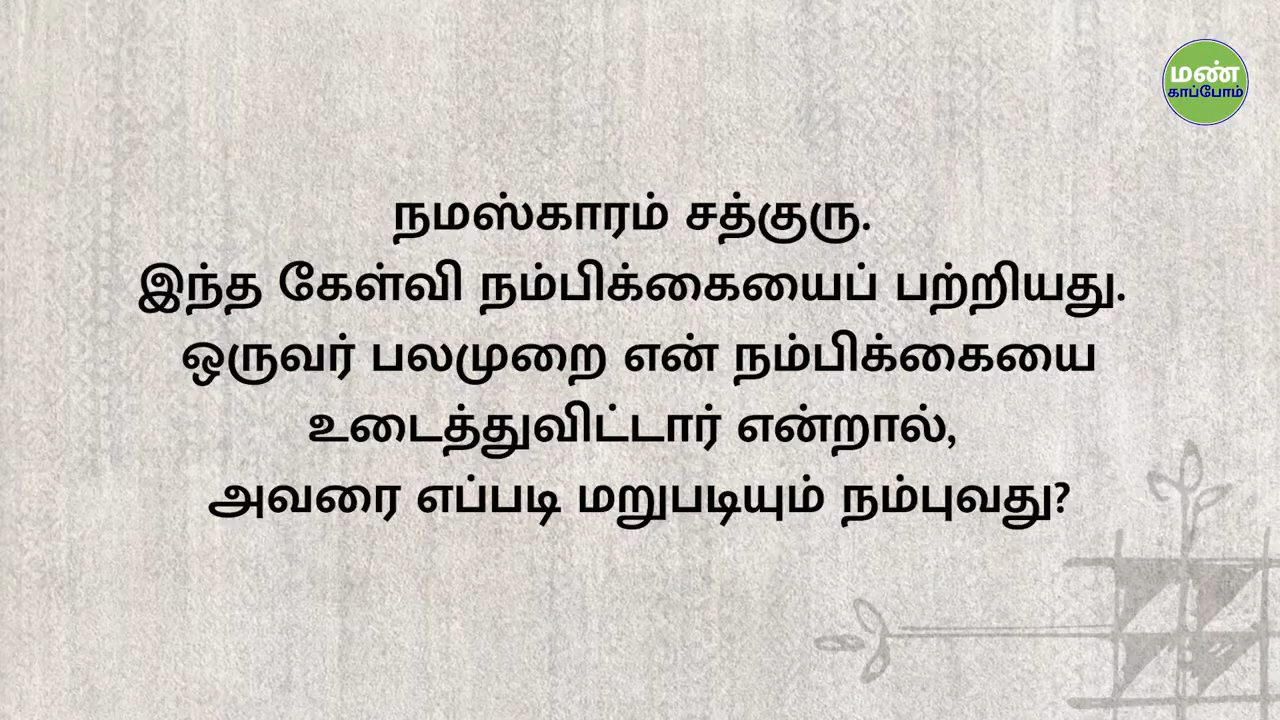 மண்
காப்போம்
நமஸ்காரம் சத்குரு.
இந்த கேள்வி நம்பிக்கையைப் பற்றியது.
ஒருவர் பலமுறை என் நம்பிக்கையை
உடைத்துவிட்டார் என்றால்,
அவரை எப்படி மறுபடியும் நம்புவது?